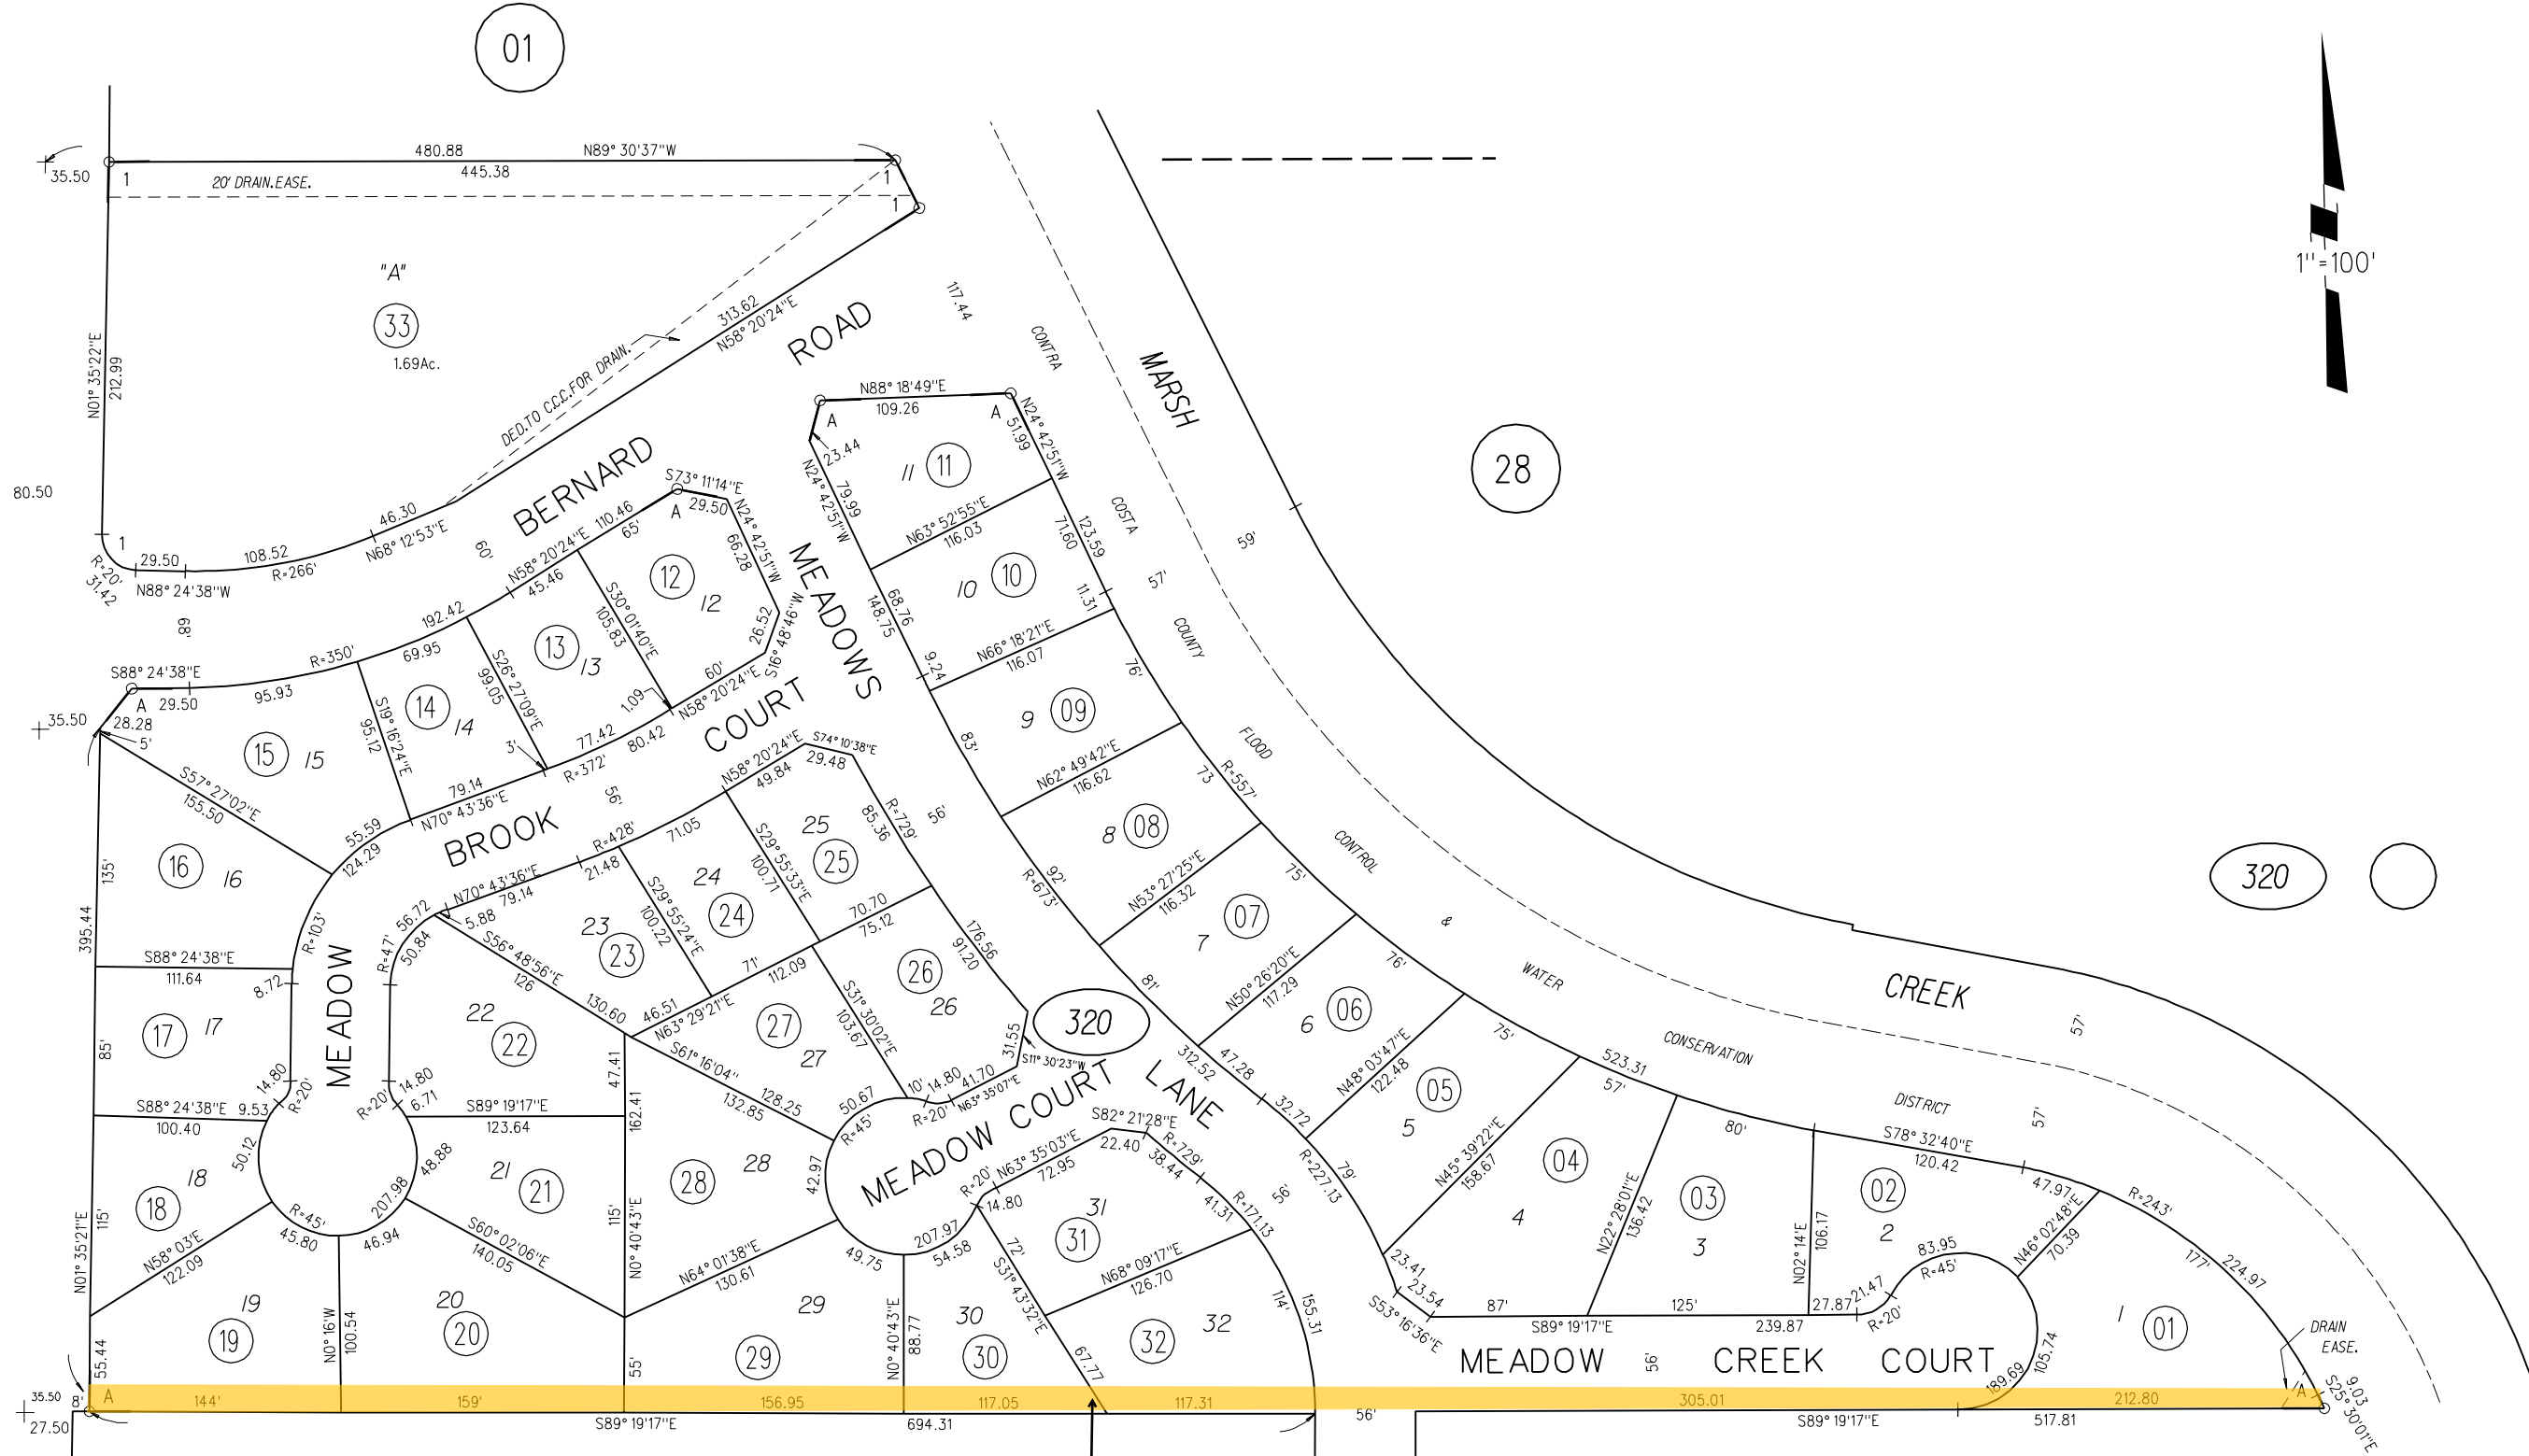 01
480.88 N89° 30'37"W
445.38
35.50
1
20' DRAIN.EASE.
1
1
"A"
33
1.69Ac.
N01° 35'22"E
212.99
313.62
N58° 20'24"E
DED.TO C.C.C.FOR DRAIN.
BERNARD ROAD
117.44
CONTRA COSTA COUNTY FLOOD CONTROL & WATER CONSERVATION DISTRICT
MARSH CREEK
28
1"=100'
80.50
1
R=20'
31.42
29.50
N88° 24'38"W
108.52
R=266'
46.30
N68° 12'53"E
60'
68'
N88° 18'49"E
109.26
A
A
23.44
N24° 42'51"W
51.99
11
11
N24° 42'51"W
79.99
N63° 52'55"E
116.03
71.60
123.59
59'
57'
10
10
68.76
148.75
11.31
N66° 18'21"E
116.07
9.24
76'
9
09
83'
N62° 49'42"E
116.62
73
R=557'
8
08
92'
R=673'
N53° 27'25"E
116.32
75'
7
07
81'
N50° 26'20"E
117.29
76'
6
06
312.52
47.28
N48° 03'47"E
122.48
75'
5
05
32.72
R=227.13
79'
N45° 39'22"E
158.67
523.31
57'
4
04
N22° 28'01"E
136.42
80'
3
03
N02° 14'E
106.17
S78° 32'40"E
120.42
02
2
47.97
N46° 02'48"E
70.39
R=243'
177'
224.97
57'
57'
1
01
DRAIN
EASE.
320
S73° 11'14"E
29.50
A
110.46
N58° 20'24"E
65'
45.46
N24° 42'51"W
66.28
12
12
26.52
S16° 48'46"W
S30° 01'40"E
105.83
13
13
60'
N58° 20'24"E
1.09
192.42
69.95
R=350'
95.93
S26° 27'09"E
99.05
3'
77.42
80.42
R=372'
14
14
S19° 16'24"E
95.12
79.14
N70° 43'36"E
S88° 24'38"E
29.50
A
28.28
5'
35.50
15
15
S57° 27'02"E
155.50
55.59
124.29
16
16
135'
395.44
R=103'
S88° 24'38"E
111.64
8.72
17
17
85'
14.80
R=20'
S88° 24'38"E 9.53
100.40
50.12
18
18
115'
N01° 35'21"E
N58° 03'E
122.09
R=45'
45.80
19
19
55.44
N0° 16'W
100.54
MEADOWS LANE
MEADOW BROOK COURT
56'
S74° 10'38"E
29.48
N58° 20'24"E
49.84
R=729'
85.36
56'
25
25
S29° 55'33"E
100.71
71.05
R=428'
21.48
24
24
S29° 55'24"E
100.22
N70° 43'36"E
79.14
5.88
56.72
50.84
R=47'
23
23
S56° 48'56"E
126
130.60
70.70
75.12
71'
112.09
46.51
N63° 29'21"E
176.56
91.20
26
26
S31° 30'02"E
103.67
27
27
S61° 16'04"
128.25
132.85
31.55
S11° 30'23"W
320
22
22
47.41
14.80
R=20'
6.71
S89° 19'17"E
123.64
162.41
48.88
207.98
21
21
46.94
S60° 02'06"E
140.05
20
20
115'
N0° 40'43"E
55'
28
28
50.67
R=45'
10'
14.80
R=20'
41.70
N63° 35'07"E
42.97
MEADOW COURT
S82° 21'28"E
22.40
N63° 35'03"E
72.95
R=20'
14.80
R=729'
38.44
41.31
R=171.13
56'
207.97
54.58
49.75
N64° 01'38"E
130.61
29
29
N0° 40'43"E
88.77
30
30
S31° 43'32"E
72'
67.77
31
31
N68° 09'17"E
126.70
32
32
114'
155.31
23.41
23.54
S53° 16'36"E
87'
125'
27.87
S89° 19'17"E
239.87
21.47
R=20'
83.95
R=45'
189.69
105.74
MEADOW CREEK COURT
56'
35.50
27.50
8'
A
144'
159'
156.95
117.05
117.31
S89° 19'17"E
694.31
56'
305.01
S89° 19'17"E
212.80
517.81
A
9.03
S25° 30'01"E